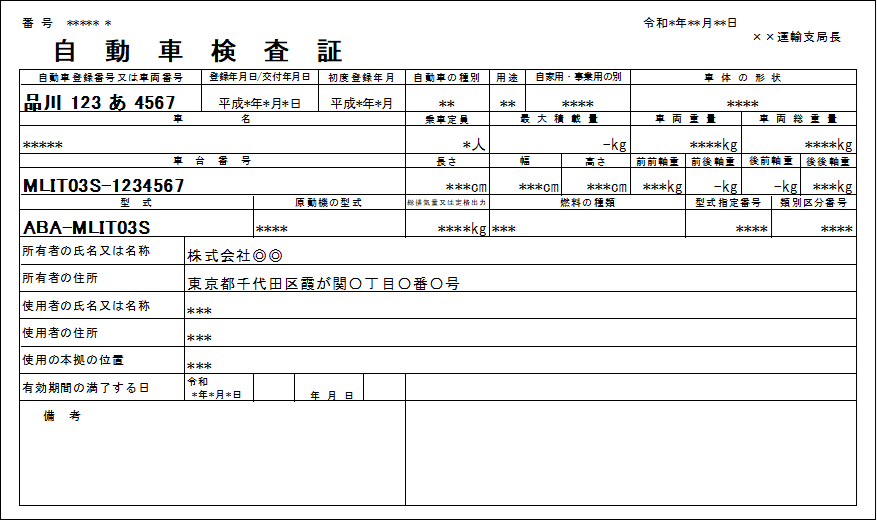 番 号 ***** *
令和*年**月**日
××運輸支局長
自 動 車 検 査 証
自動車登録番号又は車両番号 登録年月日/交付年月日 初度登録年月 自動車の種別 用途 自家用・事業用の別 車 体 の 形 状
品川 123 あ 4567 平成*年*月*日 平成*年*月 ** ** **** ****
車 名 乗車定員 最 大 積 載 量 車 両 重 量 車 両 総 重 量
***** *人 -kg ****kg ****kg
車 台 番 号 長さ 幅 高さ 前前軸重 前後軸重 後前軸重 後後軸重
MLIT03S-1234567 ***cm ***cm ***cm ***kg -kg -kg ***kg
型 式 原動機の型式 総排気量又は定格出力 燃料の種類 型式指定番号 類別区分番号
ABA-MLIT03S **** ****kg *** **** ****
所有者の氏名又は名称 株式会社◎◎
所有者の住所 東京都千代田区霞が関〇丁目〇番〇号
使用者の氏名又は名称 ***
使用者の住所 ***
使用の本拠の位置 ***
有効期間の満了する日 令和
*年*月*日 年 月 日
備 考